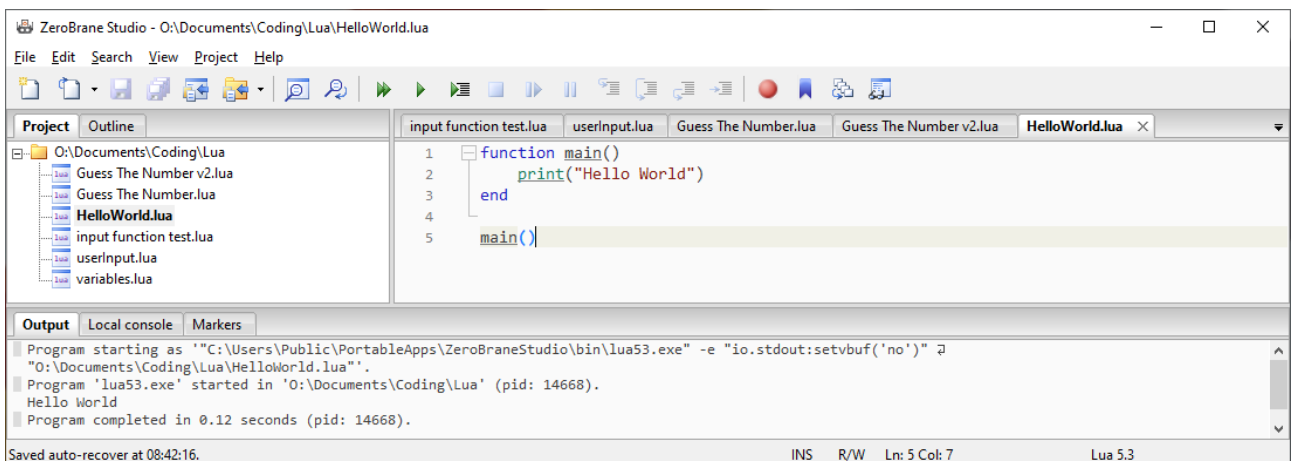 ZeroBrane Studio - O:\Documents\Coding\Lua\HelloWorld.lua
File Edit Search View Project Help
Project Outline
O:\Documents\Coding\Lua
Guess The Number v2.lua
Guess The Number.lua
HelloWorld.lua
input function test.lua
userInput.lua
variables.lua
input function test.lua userInput.lua Guess The Number.lua Guess The Number v2.lua HelloWorld.lua
1 function main()
2 print("Hello World")
3 end
4
5 main()
Output Local console Markers
Program starting as '"C:\Users\Public\PortableApps\ZeroBraneStudio\bin\lua53.exe" -e "io.stdout:setvbuf('no')"
"O:\Documents\Coding\Lua\HelloWorld.lua"'.
Program 'lua53.exe' started in 'O:\Documents\Coding\Lua' (pid: 14668).
Hello World
Program completed in 0.12 seconds (pid: 14668).
Saved auto-recover at 08:42:16. INS R/W Ln: 5 Col: 7 Lua 5.3